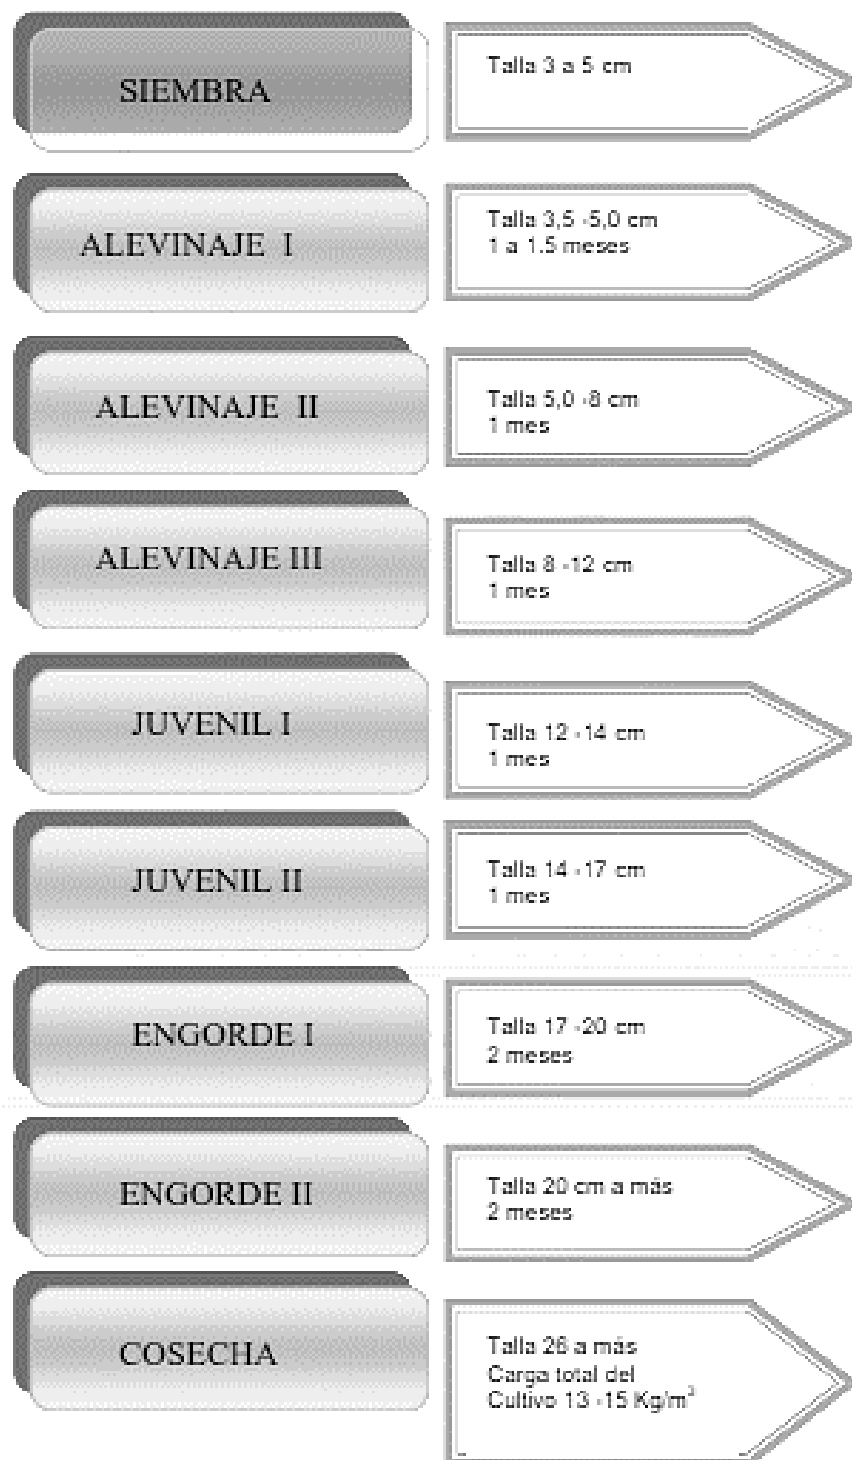 SIEMBRA
Talla 3 a 5 cm
ALEVINAJE I
Talla 3,5 -5,0 cm
1 a 1.5 meses
ALEVINAJE II
Talla 5,0 -8 cm
1 mes
ALEVINAJE III
Talla 8 -12 cm
1 mes
JUVENIL I
Talla 12 -14 cm
1 mes
JUVENIL II
Talla 14 -17 cm
1 mes
ENGORDE I
Talla 17 -20 cm
2 meses
ENGORDE II
Talla 20 cm a más
2 meses
COSECHA
Talla 26 a más
Carga total del
Cultivo 13 -15 Kg/m³